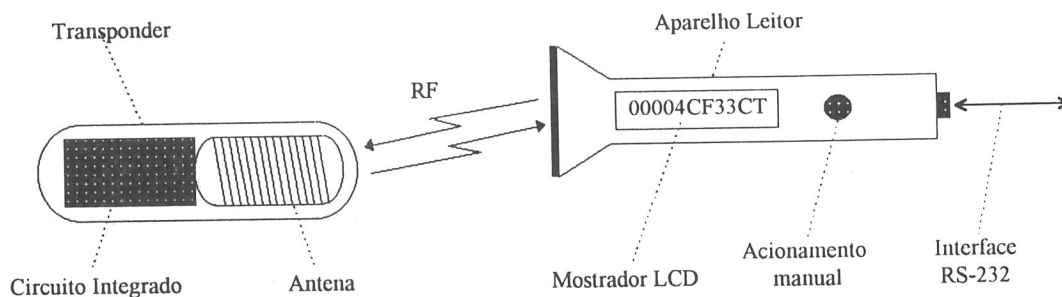 Transponder
Aparelho Leitor
RF
00004CF33CT
Circuito Integrado
Antena
Mostrador LCD
Acionamento
manual
Interface
RS-232